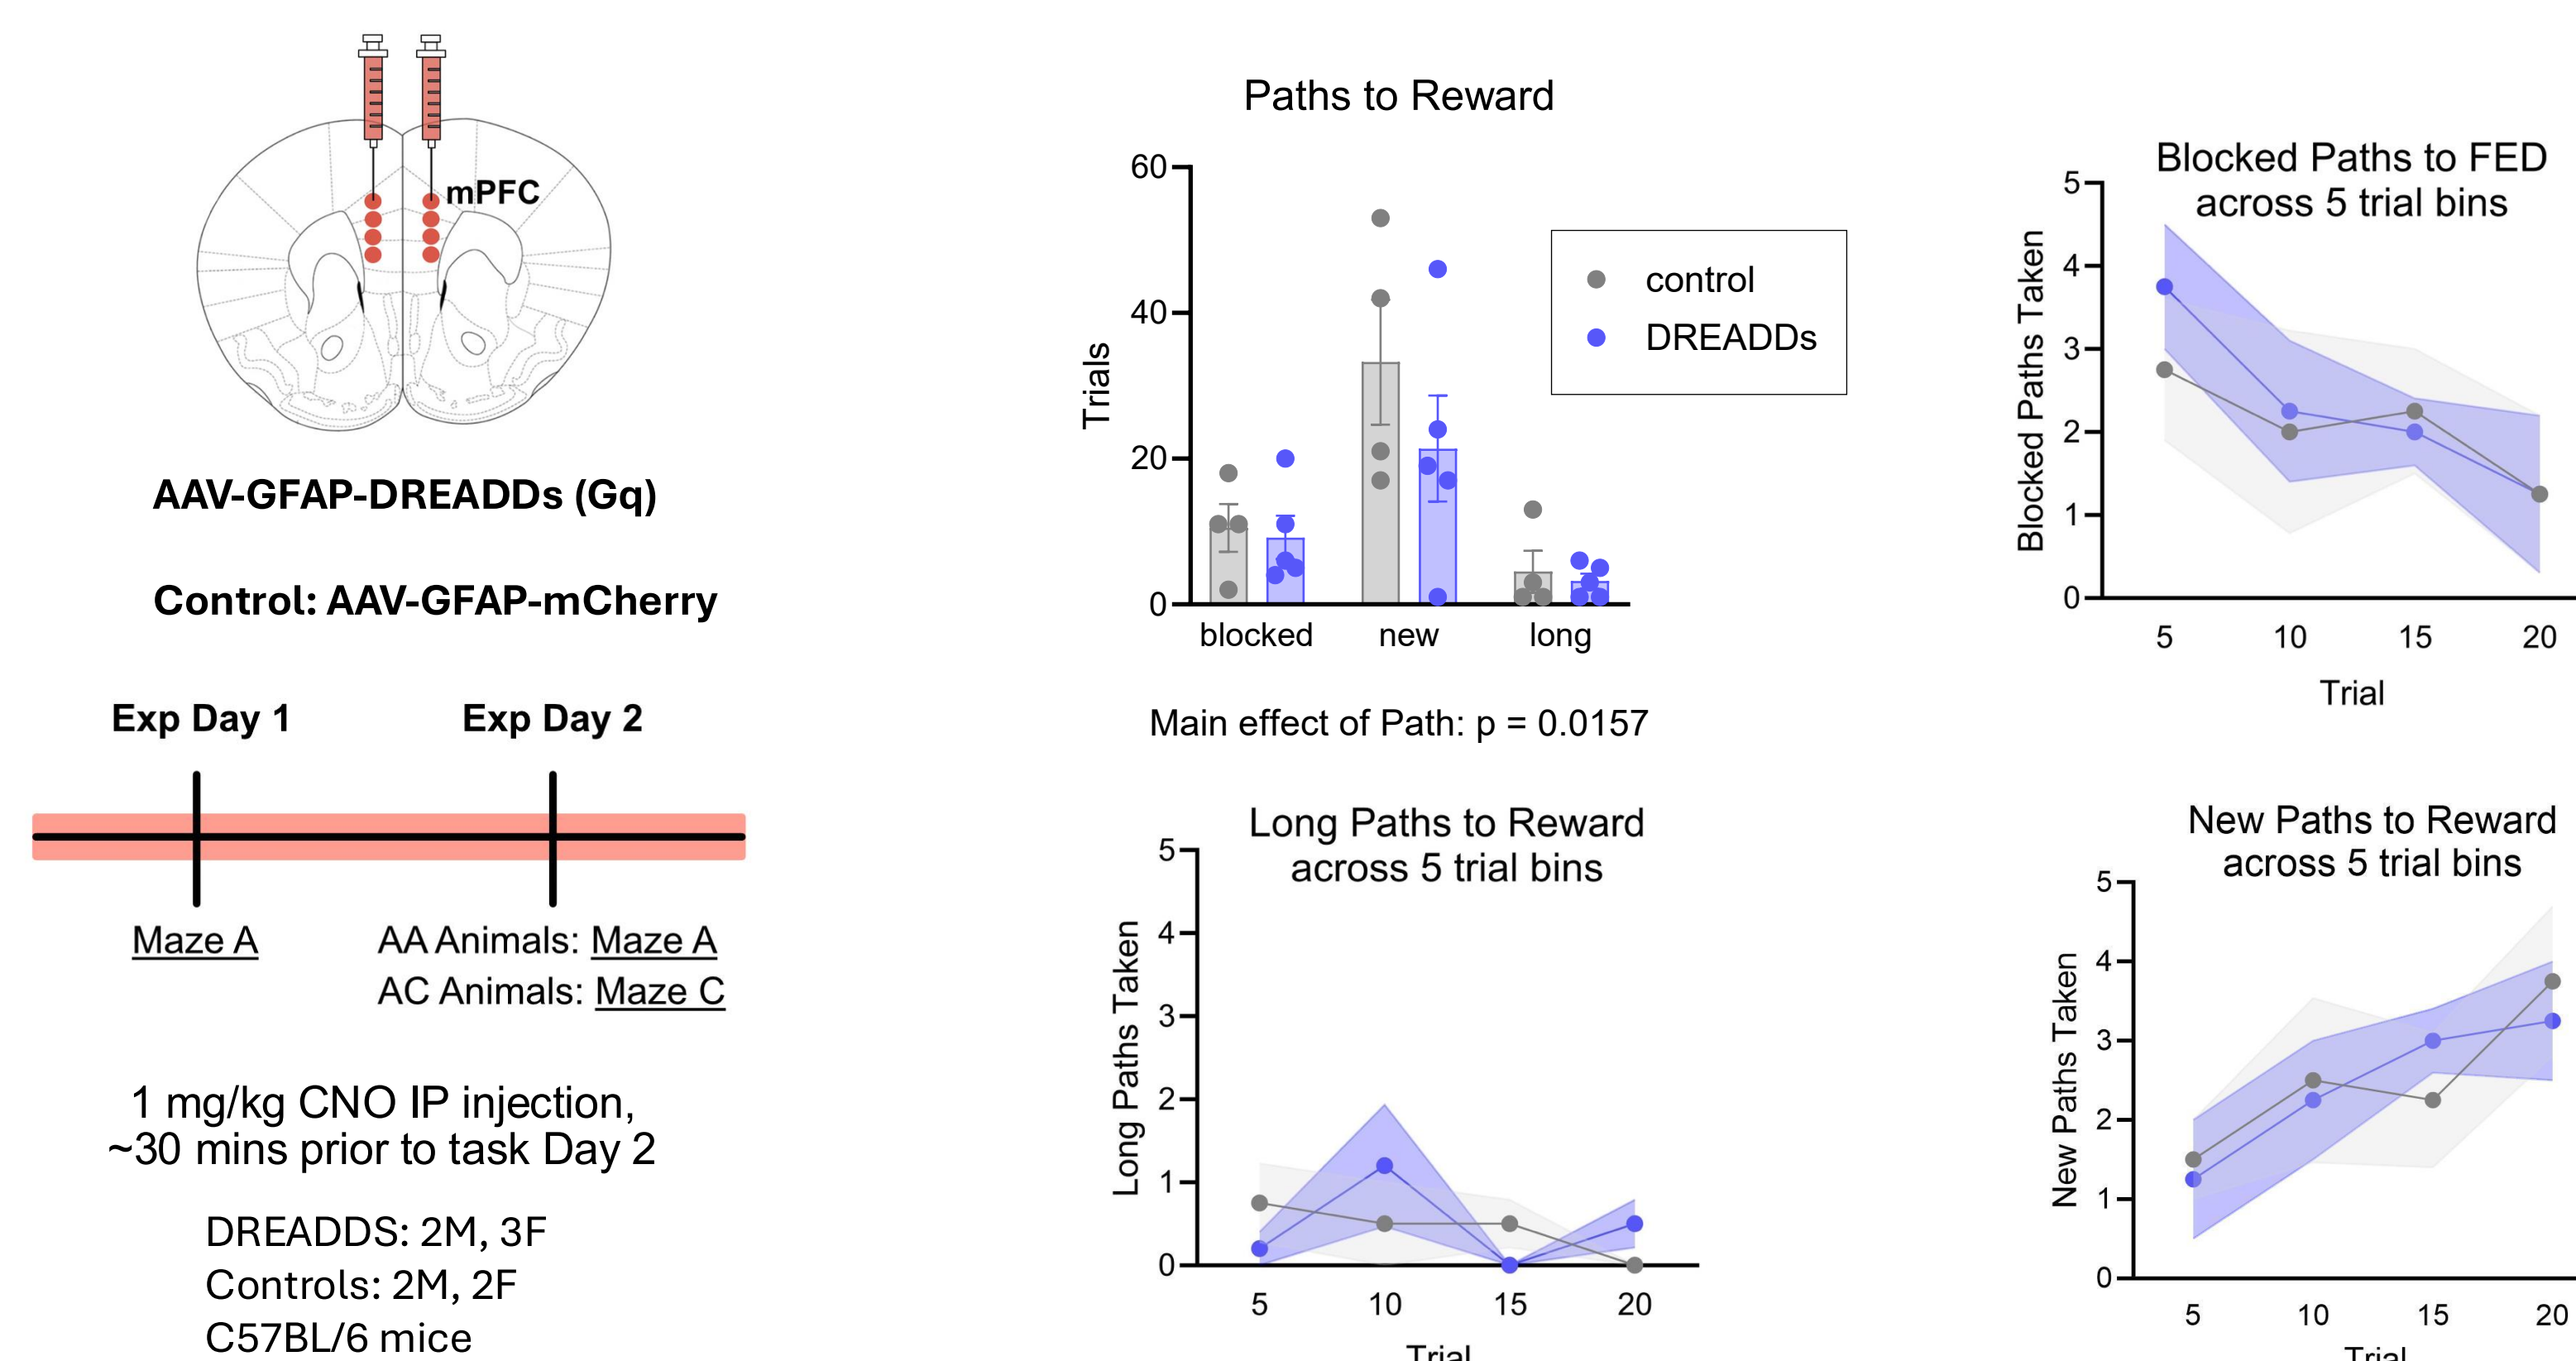 mPFC
AAV-GFAP-DREADDs (Gq)
Control: AAV-GFAP-mCherry
Exp Day 1
Exp Day 2
Maze A
AA Animals: Maze A
AC Animals: Maze C
1 mg/kg CNO IP injection,
~30 mins prior to task Day 2
DREADDS: 2M, 3F
Controls: 2M, 2F
C57BL/6 mice
Paths to Reward
Trials
60
40
20
0
blocked
new
long
control
DREADDs
Main effect of Path: p = 0.0157
Blocked Paths to FED
across 5 trial bins
Blocked Paths Taken
5
4
3
2
1
0
5
10
15
20
Trial
Long Paths to Reward
across 5 trial bins
Long Paths Taken
5
4
3
2
1
0
5
10
15
20
Trial
New Paths to Reward
across 5 trial bins
New Paths Taken
5
4
3
2
1
0
5
10
15
20
Trial